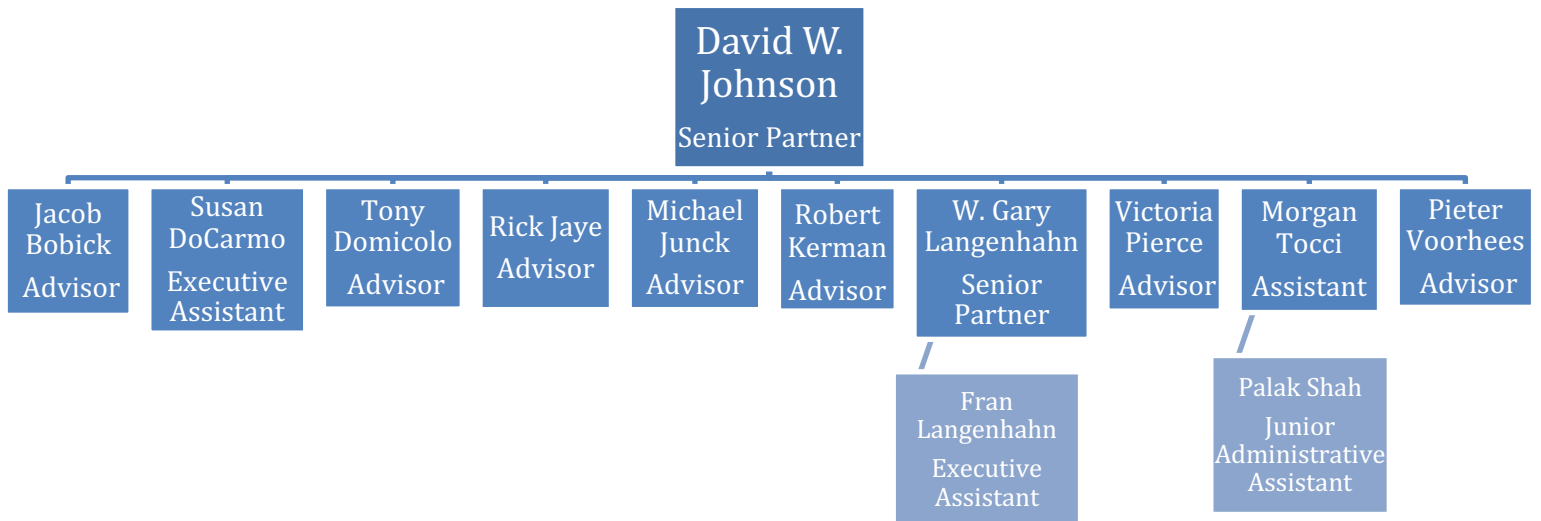 David W.
Johnson
Senior Partner
Jacob
Bobick
Advisor
Susan
DoCarmo
Executive
Assistant
Tony
Domicolo
Advisor
Rick Jaye
Advisor
Michael
Junck
Advisor
Robert
Kerman
Advisor
W. Gary
Langenhahn
Senior
Partner
Victoria
Pierce
Advisor
Morgan
Tocci
Assistant
Pieter
Voorhees
Advisor
Fran
Langenhahn
Executive
Assistant
Palak Shah
Junior
Administrative
Assistant